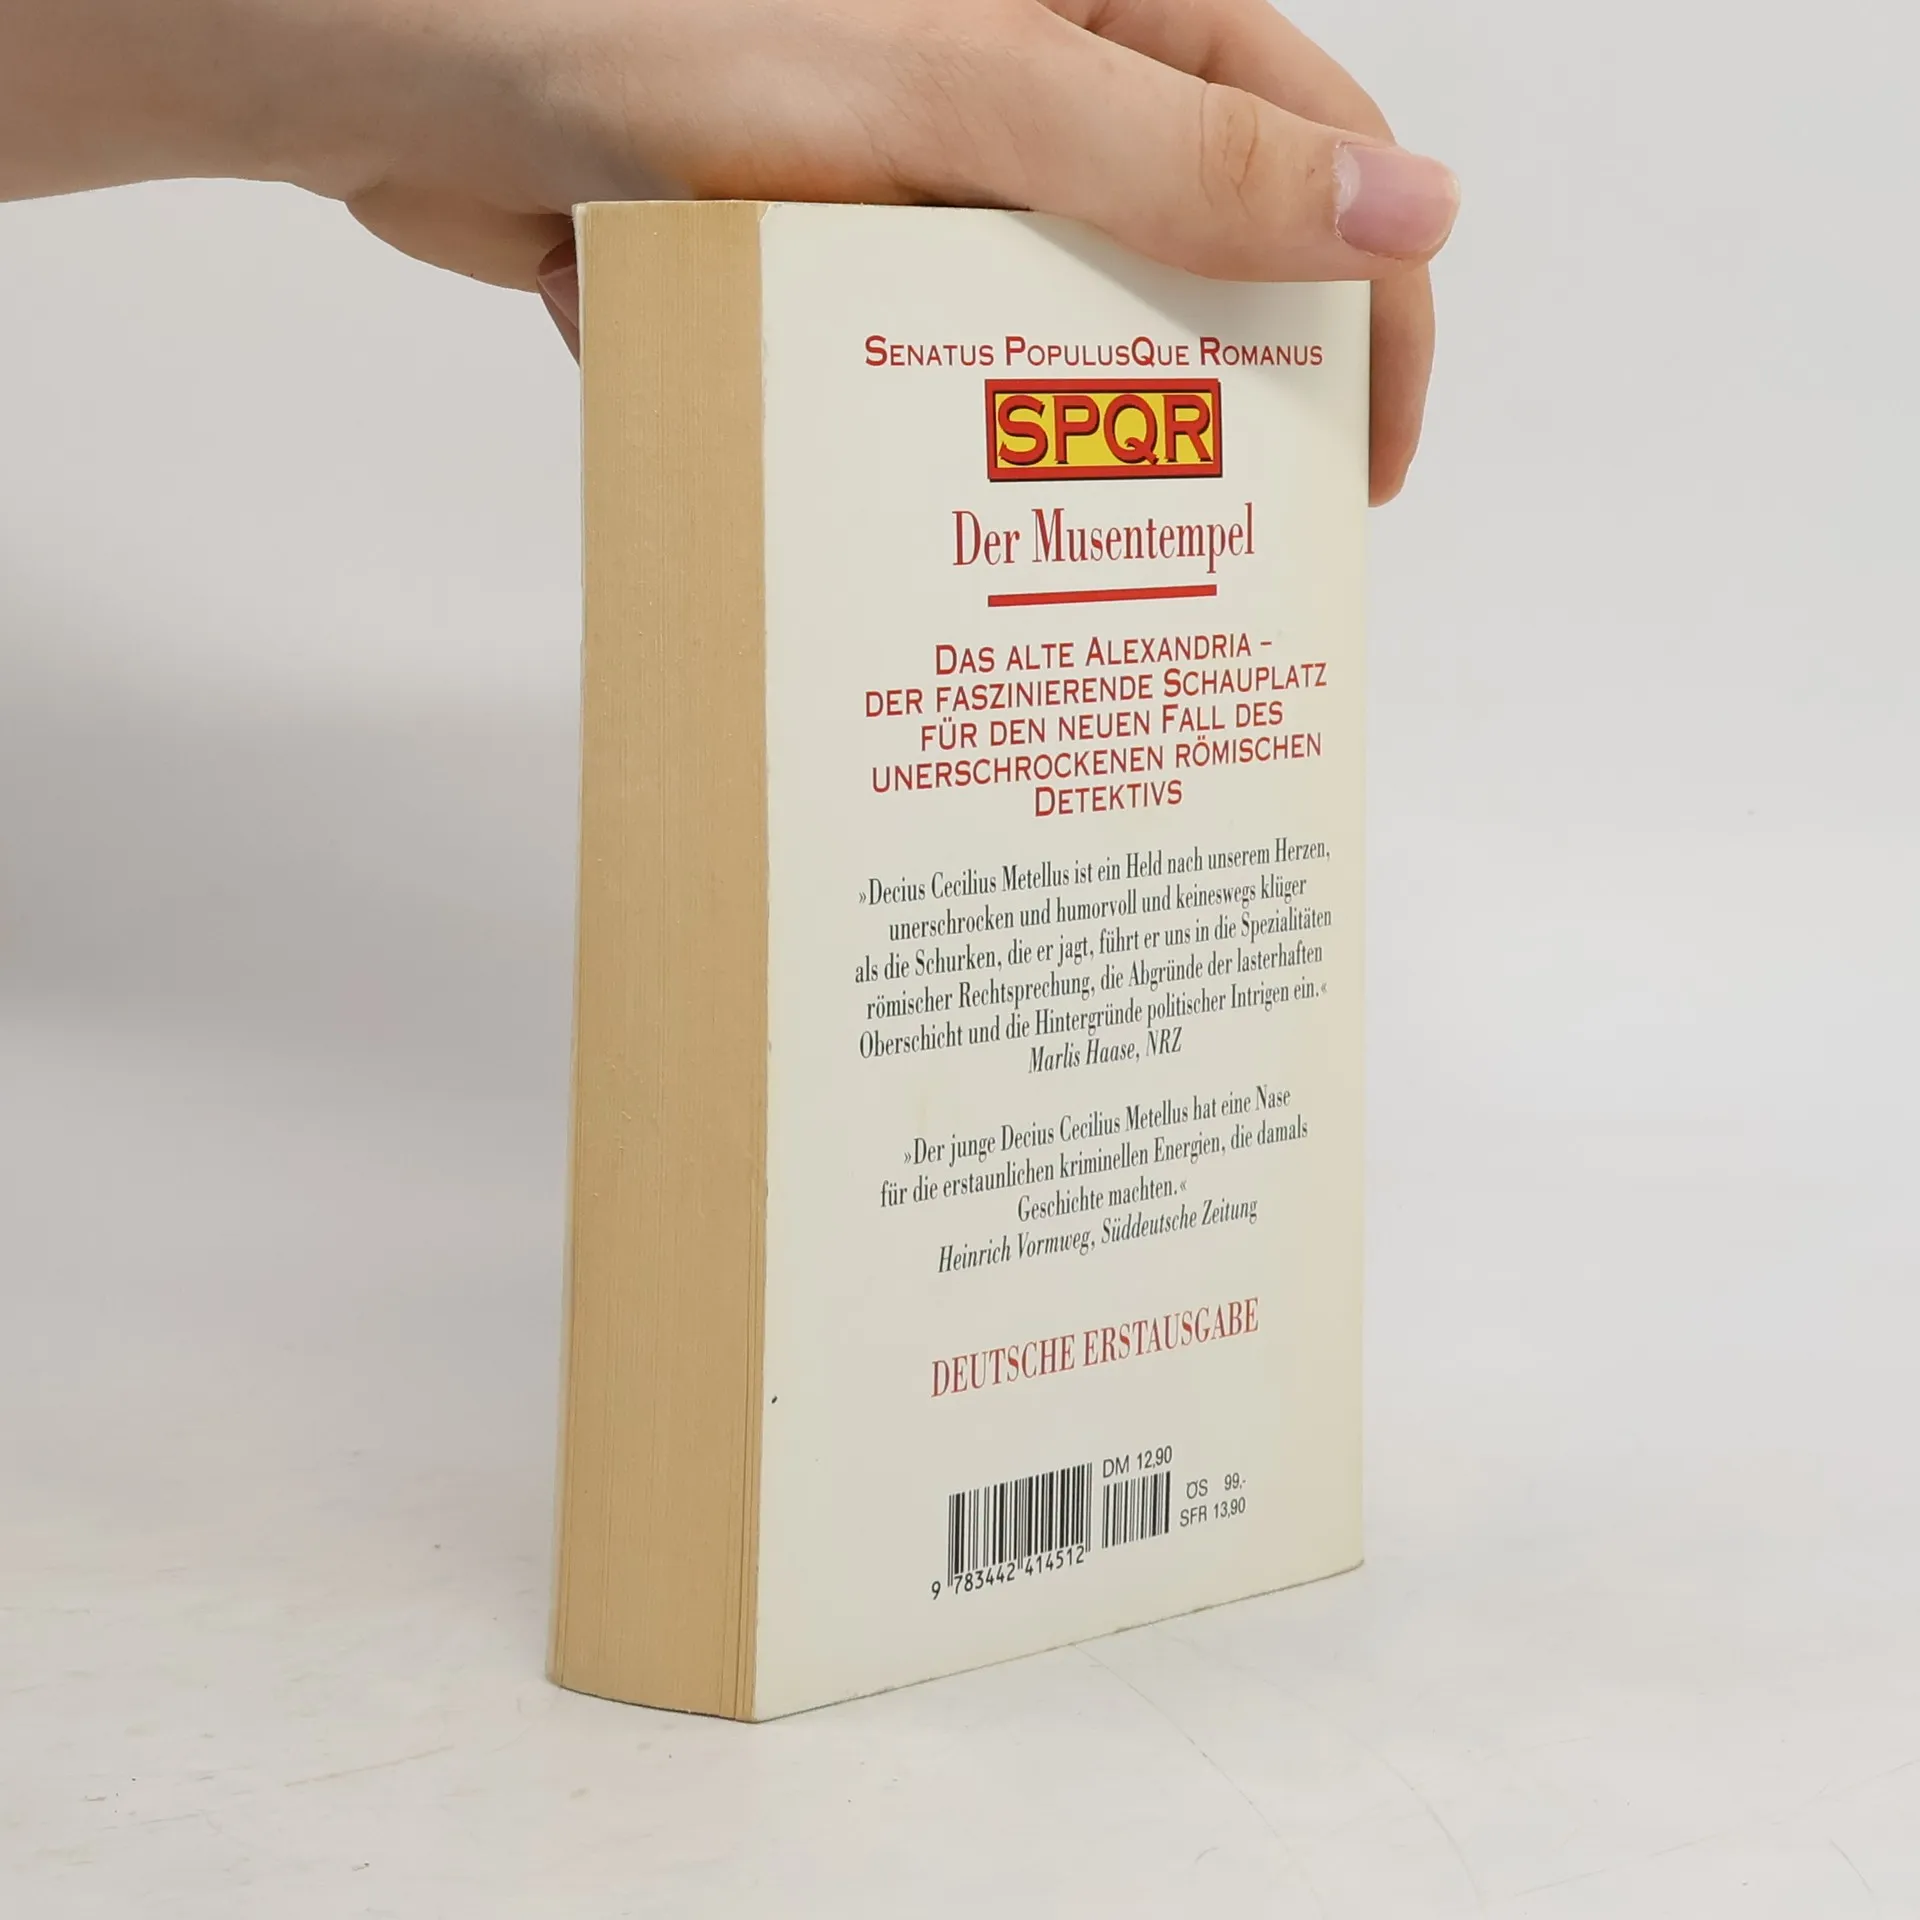 Senatus PopulusQue Romanus
SPQR
Der Musentempel
Das alte Alexandria –
der faszinierende Schauplatz
für den neuen Fall des
unerschrockenen römischen
Detektivs
»Decius Cecilius Metellus ist ein Held nach unserem Herzen,
unerschrocken und humorvoll und keineswegs klüger
als die Schurken, die er jagt, führt er uns in die Spezialitäten
römischer Rechtsprechung, die Abgründe der lasterhaften
Oberschicht und die Hintergründe politischer Intrigen ein.«
Marlis Haase, NRZ
»Der junge Decius Cecilius Metellus hat eine Nase
für die erstaunlichen kriminellen Energien, die damals
Geschichte machten.«
Heinrich Vormweg, Süddeutsche Zeitung
DEUTSCHE ERSTAUSGABE
DM 12,90
ÖS 99,-
SFR 13,90
9 783442 414512